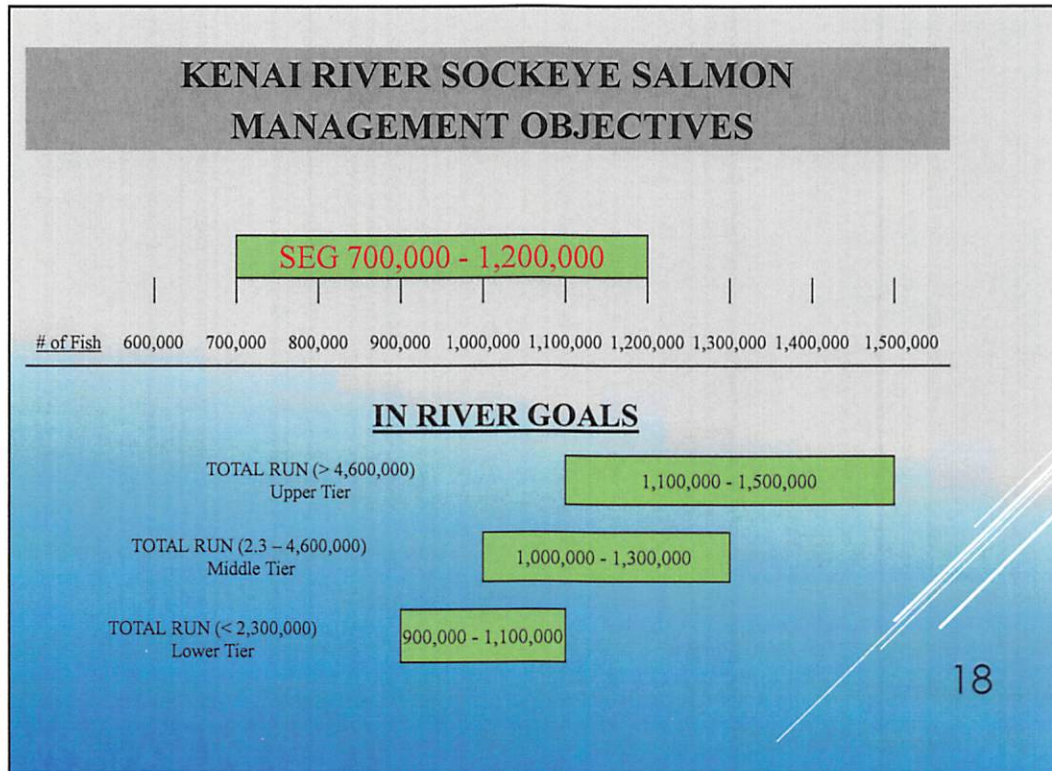 KENAI RIVER SOCKEYE SALMON
MANAGEMENT OBJECTIVES
SEG 700,000 - 1,200,000
# of Fish 600,000 700,000 800,000 900,000 1,000,000 1,100,000 1,200,000 1,300,000 1,400,000 1,500,000
IN RIVER GOALS
TOTAL RUN (> 4,600,000)
Upper Tier
1,100,000 - 1,500,000
TOTAL RUN (2.3 – 4,600,000)
Middle Tier
1,000,000 - 1,300,000
TOTAL RUN (< 2,300,000)
Lower Tier
900,000 - 1,100,000
18